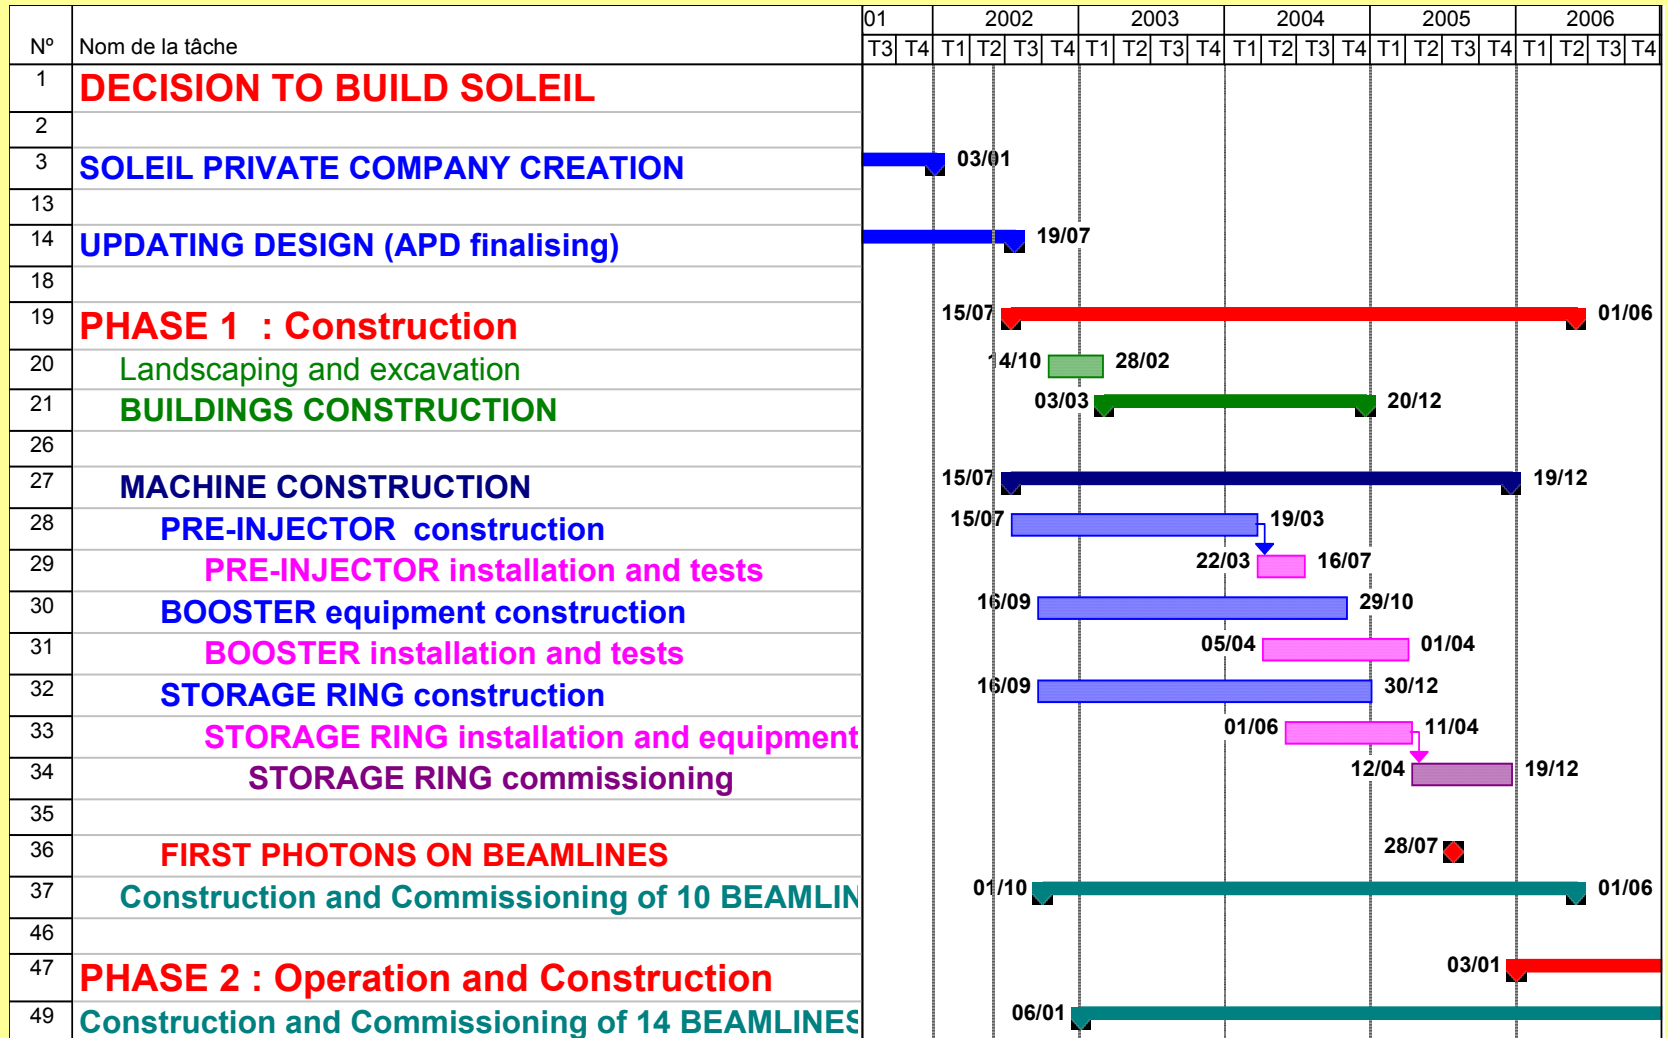 01 2002 2003 2004 2005 2006
Nº Nom de la tâche T3 T4 T1 T2 T3 T4 T1 T2 T3 T4 T1 T2 T3 T4 T1 T2 T3 T4 T1 T2 T3 T4
1 DECISION TO BUILD SOLEIL
2
3 SOLEIL PRIVATE COMPANY CREATION 03/01
13
14 UPDATING DESIGN (APD finalising) 19/07
18
19 PHASE 1 : Construction 15/07 01/06
20 Landscaping and excavation 14/10 28/02
21 BUILDINGS CONSTRUCTION 03/03 20/12
26
27 MACHINE CONSTRUCTION 15/07 19/12
28 PRE-INJECTOR construction 15/07 19/03
29 PRE-INJECTOR installation and tests 22/03 16/07
30 BOOSTER equipment construction 16/09 29/10
31 BOOSTER installation and tests 05/04 01/04
32 STORAGE RING construction 16/09 30/12
33 STORAGE RING installation and equipment 01/06 11/04
34 STORAGE RING commissioning 12/04 19/12
35
36 FIRST PHOTONS ON BEAMLINES 28/07
37 Construction and Commissioning of 10 BEAMLIN 01/10 01/06
46
47 PHASE 2 : Operation and Construction 03/01
49 Construction and Commissioning of 14 BEAMLINES 06/01